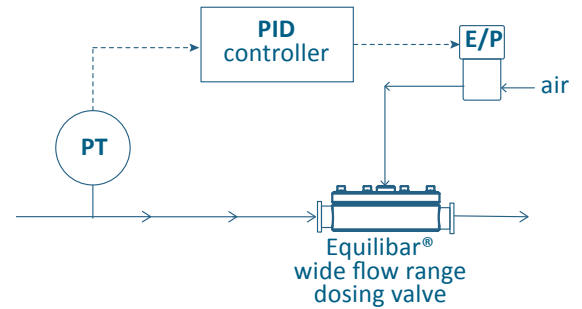 PID
controller
E/P
air
PT
Equilibar®
wide flow range
dosing valve